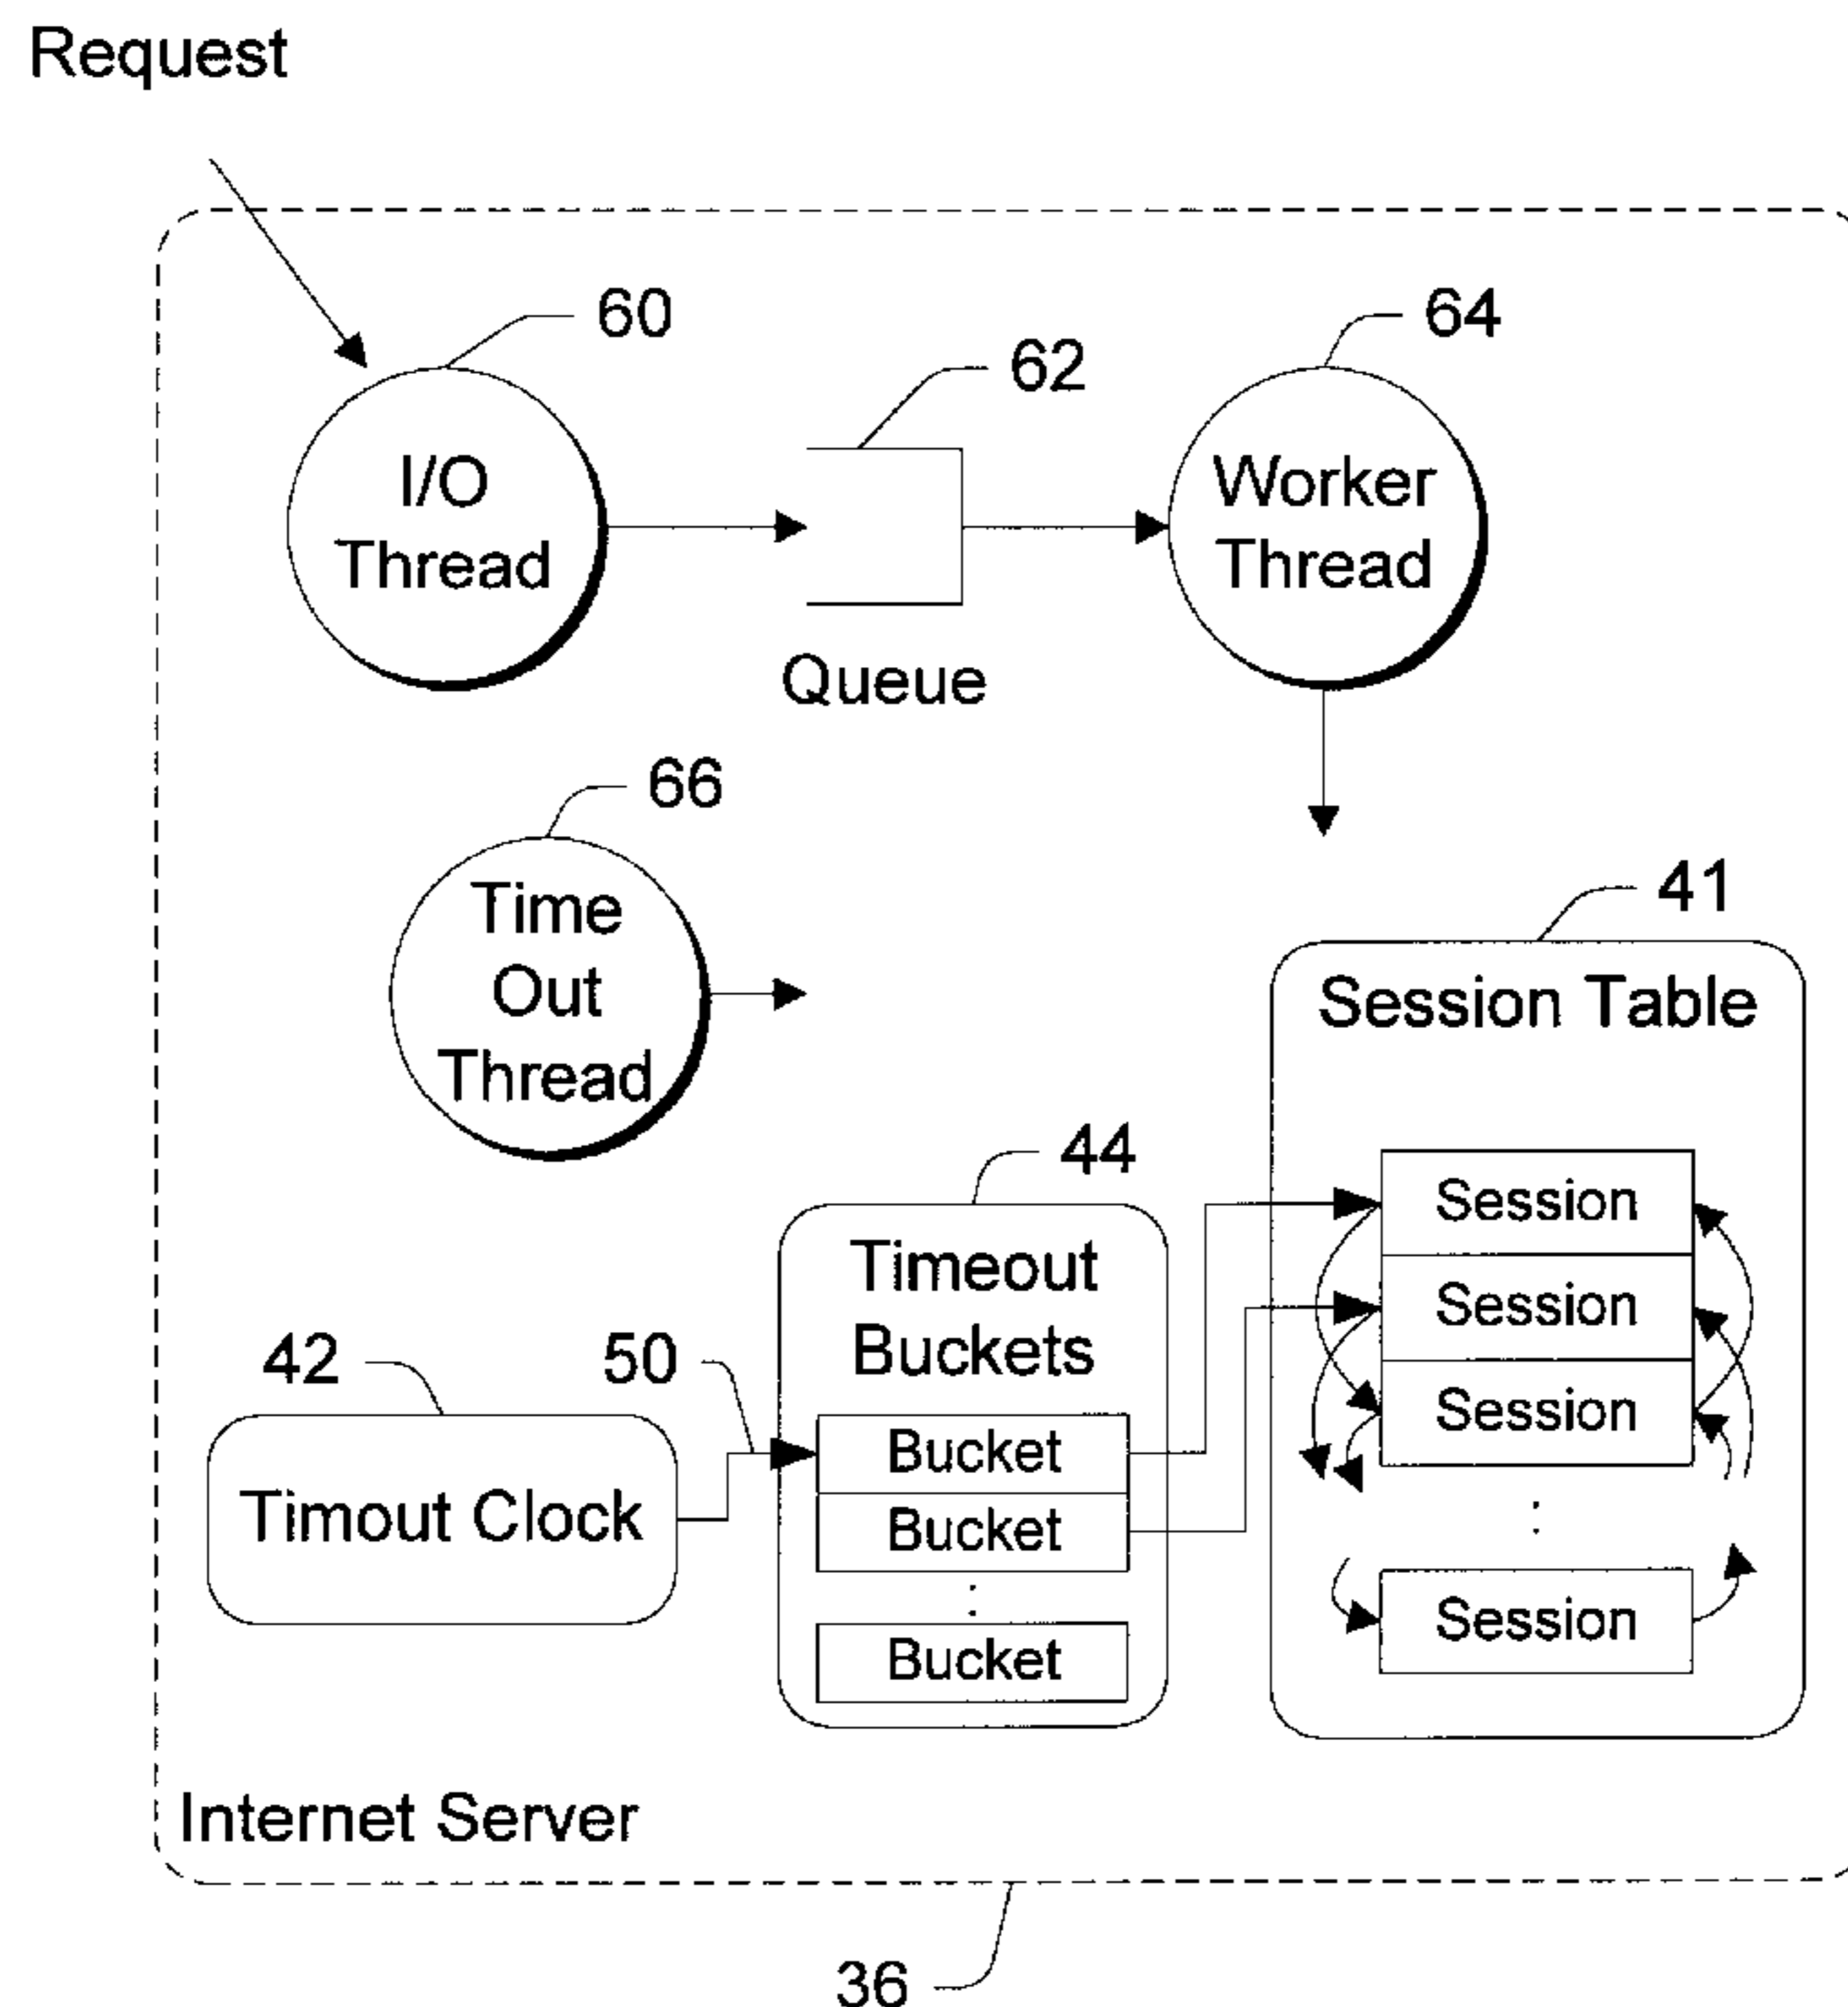 Request
60
62
64
I/O
Thread
Worker
Thread
Queue
66
Time
Out
Thread
41
Session Table
44
Timeout
Buckets
Session
Session
Session
:
Session
42
50
Timout Clock
Bucket
Bucket
:
Bucket
Internet Server
36